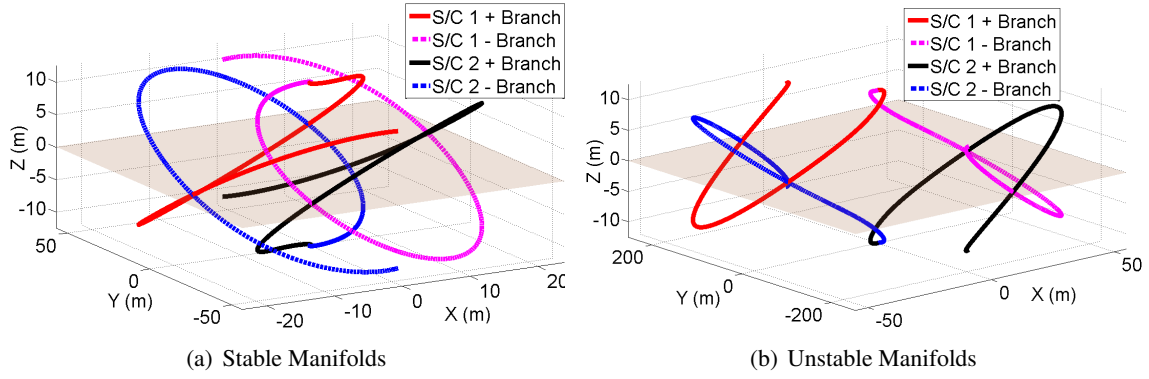 S/C 1 + Branch
S/C 1 - Branch
S/C 2 + Branch
S/C 2 - Branch
10
5
0
-5
-10
Z (m)
50
0
-50
Y (m)
-20
-10
0
10
20
X (m)
(a) Stable Manifolds
S/C 1 + Branch
S/C 1 - Branch
S/C 2 + Branch
S/C 2 - Branch
10
5
0
-5
-10
Z (m)
200
0
-200
Y (m)
-50
0
50
X (m)
(b) Unstable Manifolds